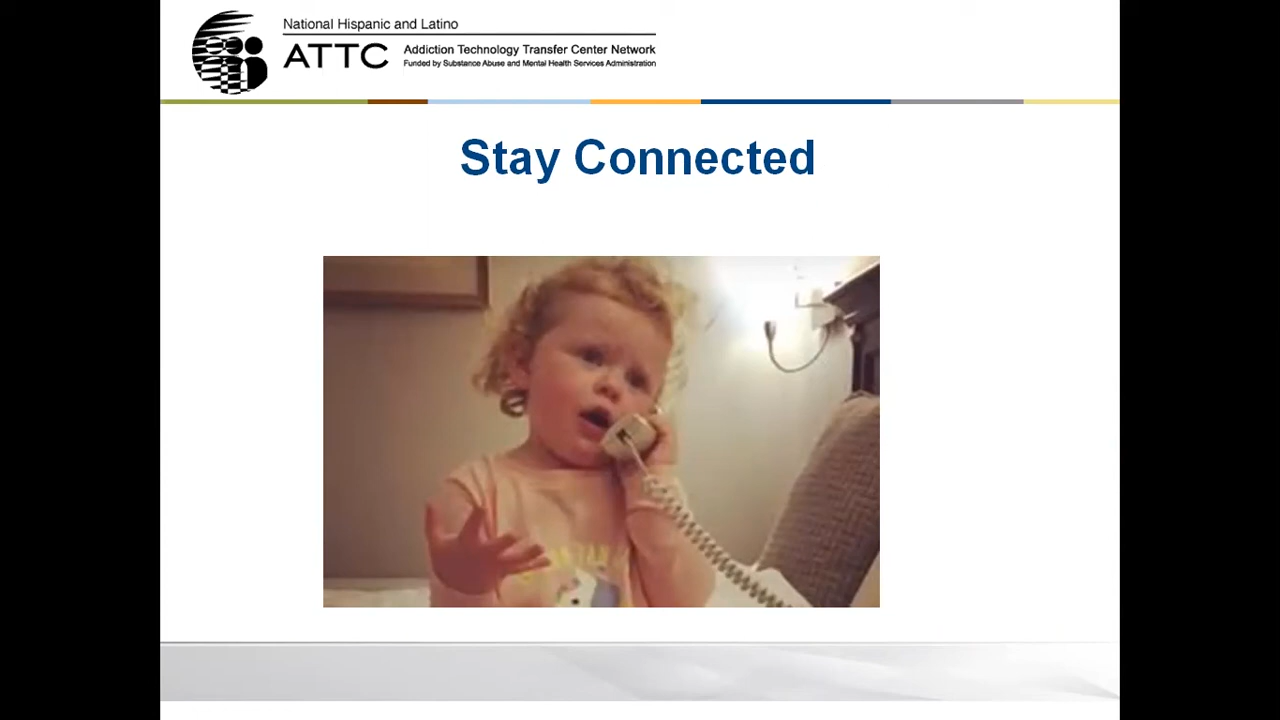 National Hispanic and Latino
ATTC
Addiction Technology Transfer Center Network
Funded by Substance Abuse and Mental Health Services Administration
Stay Connected